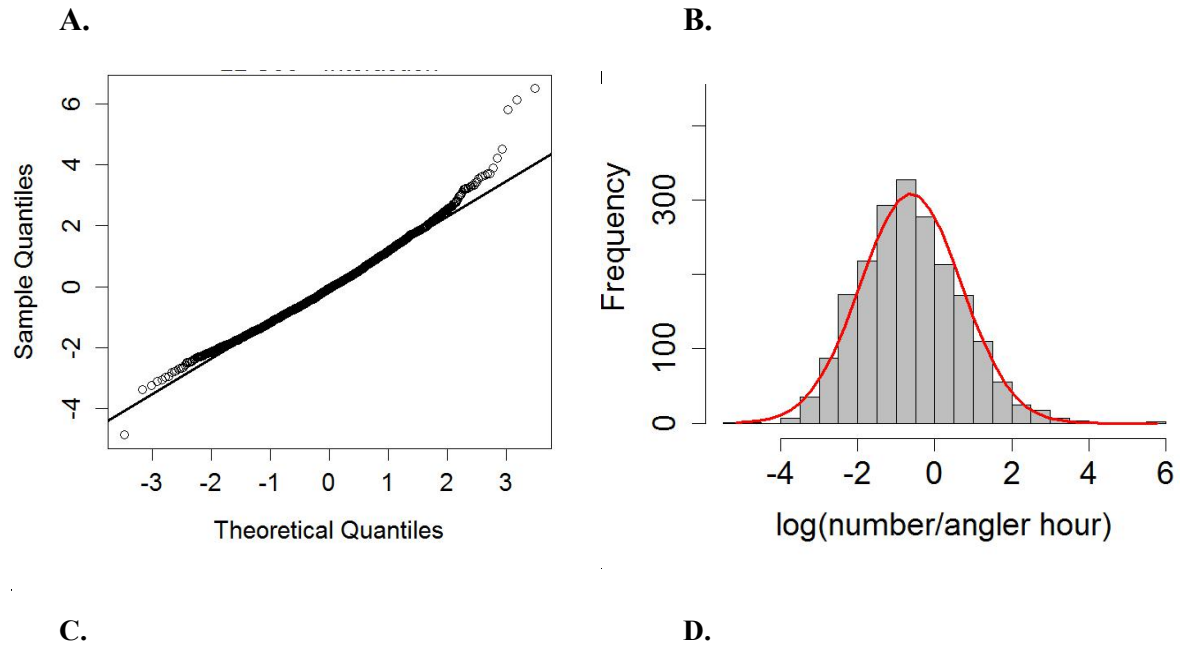 A.
B.
6
4
2
0
-2
-4
Sample Quantiles
-3 -2 -1 0 1 2 3
Theoretical Quantiles
300
100
0
Frequency
-4 -2 0 2 4 6
log(number/angler hour)
C.
D.